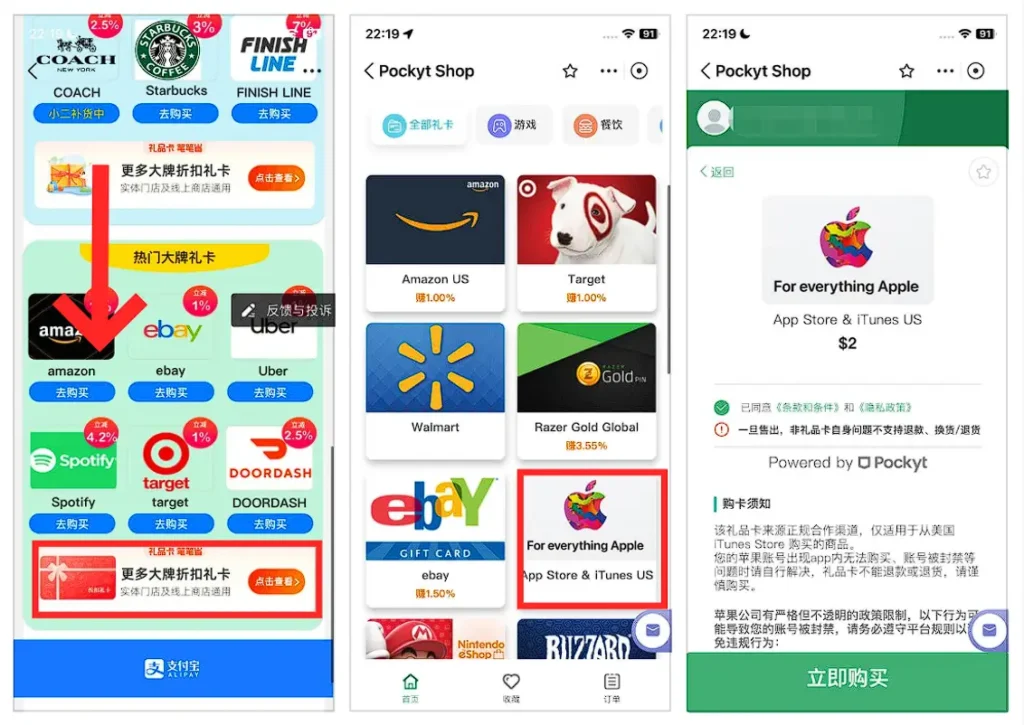 22:19
2.5%
COACH
NEW YORK
COACH
小二补货中
立减
3%
STARBUCKS
COFFEE
Starbucks
去购买
7%
FINISH
LINE
FINISH LINE
去购买
礼品卡 笔笔省
更多大牌折扣礼卡
实体门店及线上商店通用
点击查看>
热门大牌礼卡
amazon
去购买
立减
1%
ebay
ebay
去购买
反馈与投诉
Uber
Uber
去购买
立减
4.2%
Spotify
Spotify
去购买
立减
1%
target
target
去购买
立减
2.5%
DOORDASH
DOORDASH
去购买
礼品卡 笔笔省
更多大牌折扣礼卡
实体门店及线上商店通用
点击查看>
支付宝
ALIPAY
22:19
91
Pockyt Shop
全部礼卡
游戏
餐饮
amazon
Amazon US
赚1.00%
Target
赚1.00%
Walmart
RAZER
Gold PIN
Razer Gold Global
赚3.55%
ebay
GIFT CARD
ebay
赚1.50%
For everything Apple
App Store & iTunes US
Nintendo
eShop
BLIZZARD
首页
收藏
订单
22:19
91
Pockyt Shop
返回
For everything Apple
App Store & iTunes US
$2
已同意《条款和条件》和《隐私政策》
一旦售出，非礼品卡自身问题不支持退款、换货/退货
Powered by Pockyt
购卡须知
该礼品卡来源正规合作渠道，仅适用于从美国
iTunes Store 购买的商品。
您的苹果账号出现app内无法购买、账号被封禁等
问题时请自行解决，礼品卡不能退款或退货，请谨
慎购买。
苹果公司有严格但不透明的政策限制，以下行为可
能导致您的账号被封禁，请务必遵守平台规则以
免违规行为：
立即购买